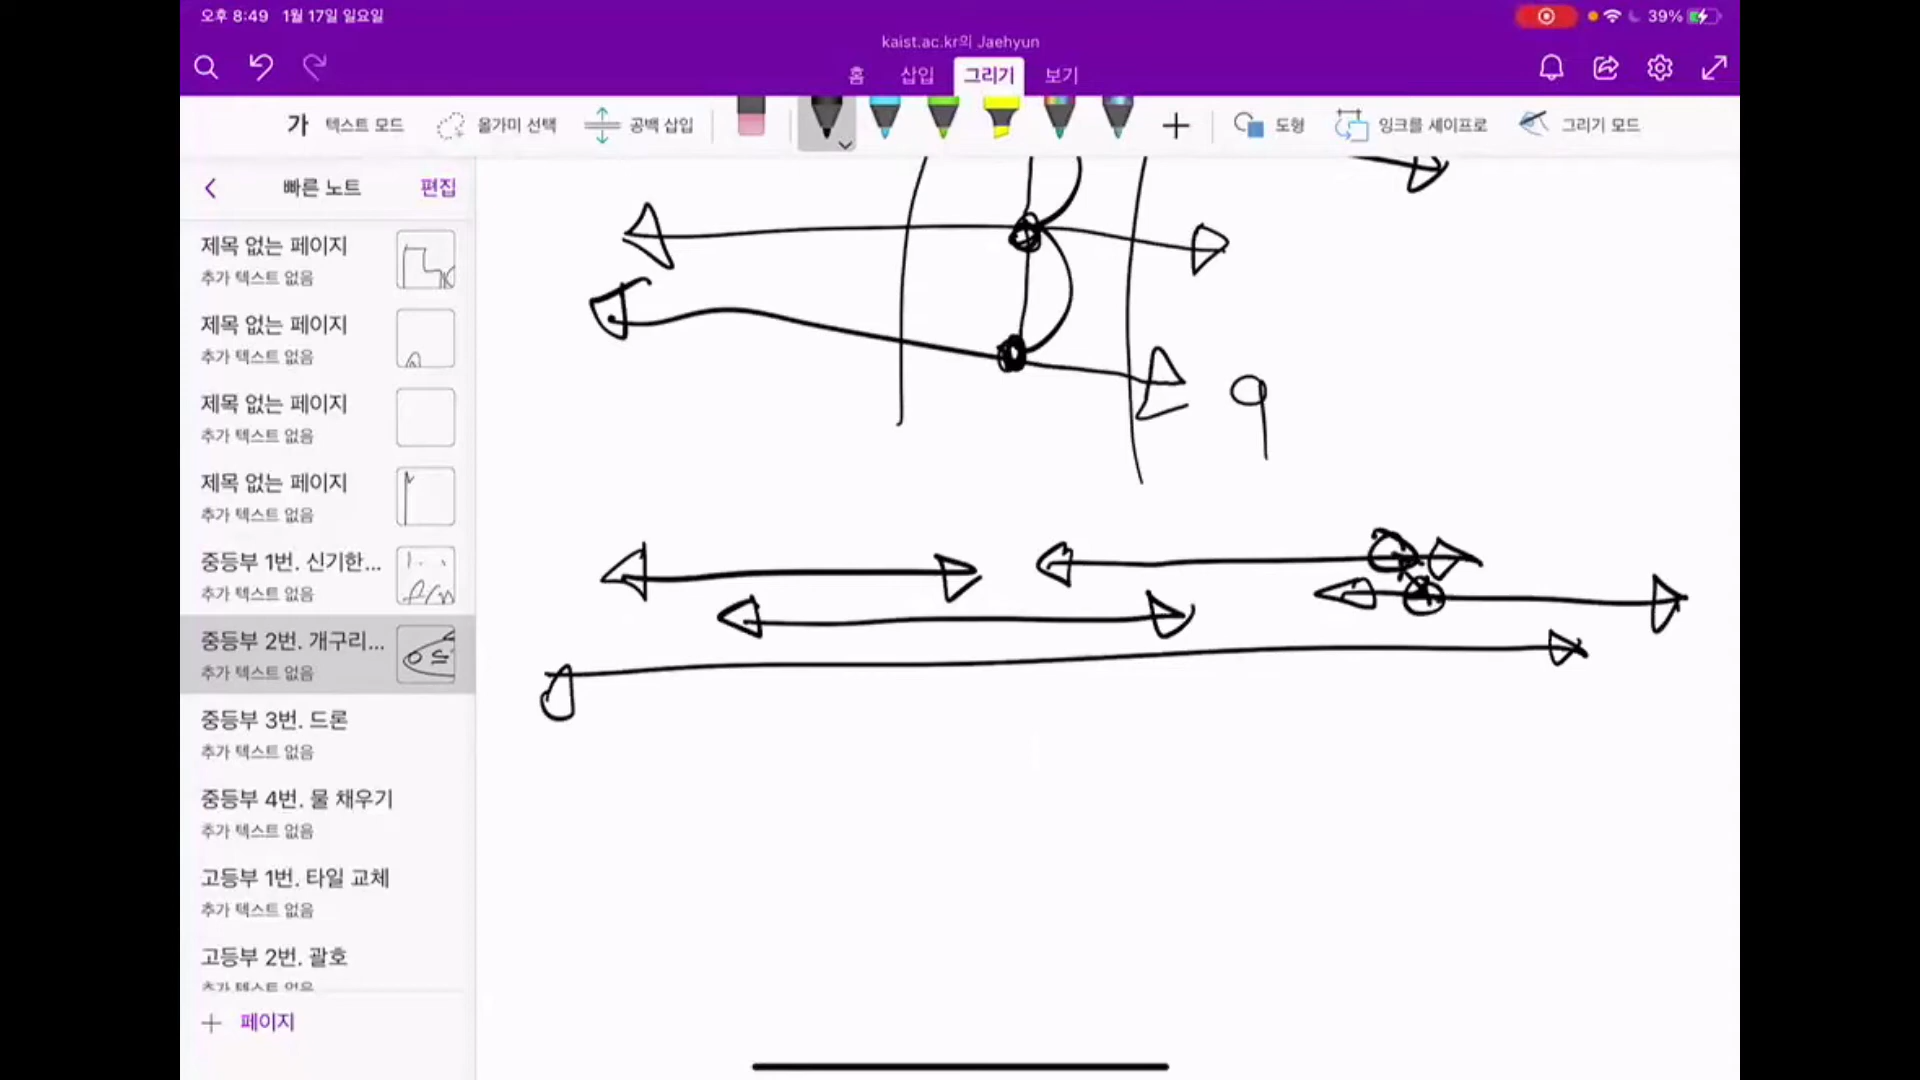 오후 8:49 1월 17일 일요일
39%
kaist.ac.kr의 Jaehyun
홈 삽입 그리기 보기
가 텍스트 모드 올가미 선택 공백 삽입 도형 잉크를 셰이프로 그리기 모드
빠른 노트 편집
제목 없는 페이지
추가 텍스트 없음
제목 없는 페이지
추가 텍스트 없음
제목 없는 페이지
추가 텍스트 없음
제목 없는 페이지
추가 텍스트 없음
중등부 1번. 신기한...
추가 텍스트 없음
중등부 2번. 개구리...
추가 텍스트 없음
중등부 3번. 드론
추가 텍스트 없음
중등부 4번. 물 채우기
추가 텍스트 없음
고등부 1번. 타일 교체
추가 텍스트 없음
고등부 2번. 괄호
추가 텍스트 없음
페이지
q